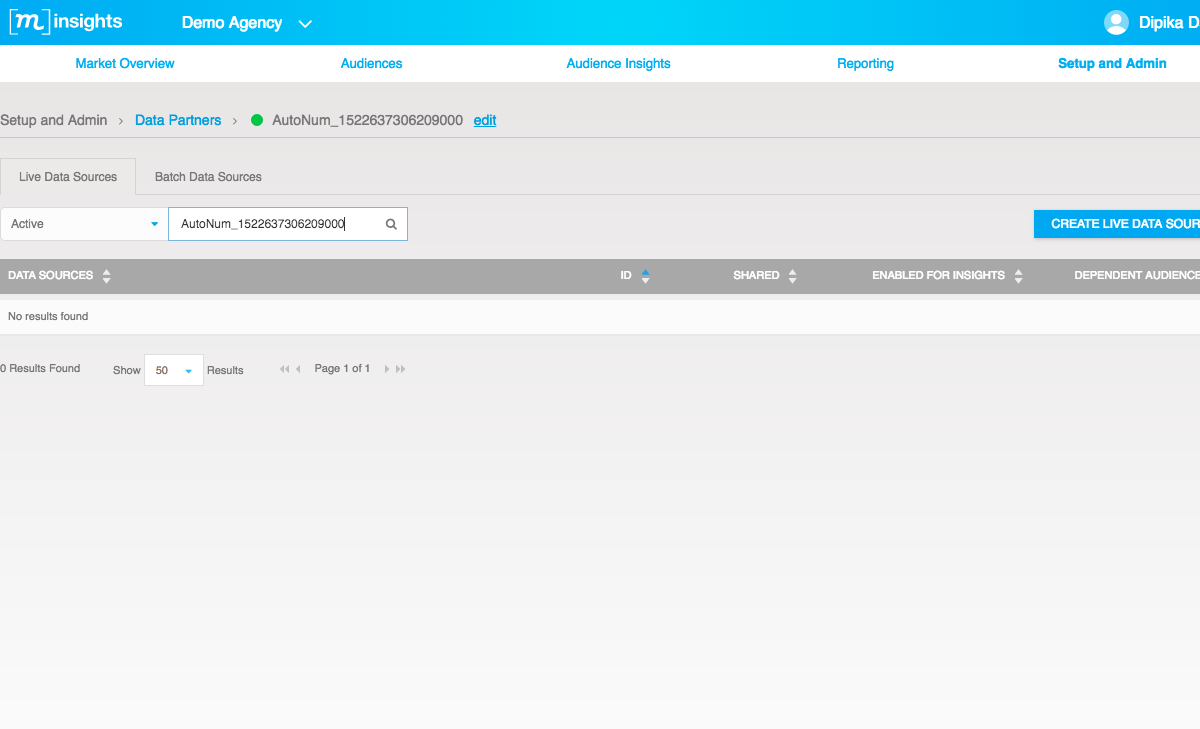 [m] insights Demo Agency Dipika D
Market Overview Audiences Audience Insights Reporting Setup and Admin
Setup and Admin > Data Partners > AutoNum_1522637306209000 edit
Live Data Sources Batch Data Sources
Active AutoNum_1522637306209000 CREATE LIVE DATA SOUR
DATA SOURCES ID SHARED ENABLED FOR INSIGHTS DEPENDENT AUDIENCE
No results found
0 Results Found Show 50 Results Page 1 of 1